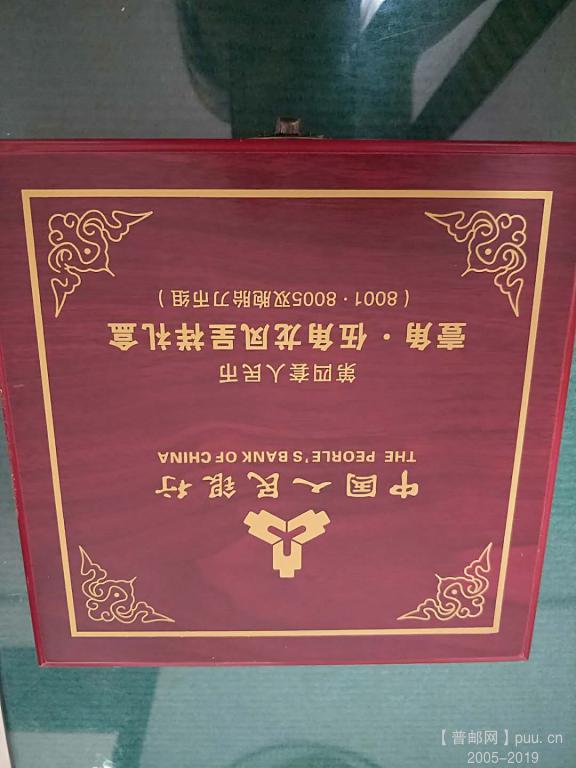 中国人民银行
THE PEORLE'S BANK OF CHINA
第四套人民币
壹角·伍角龙凤呈祥礼盒
(8001·8005双胞胎刀币组)
【普邮网】puu.cn
2005-2019